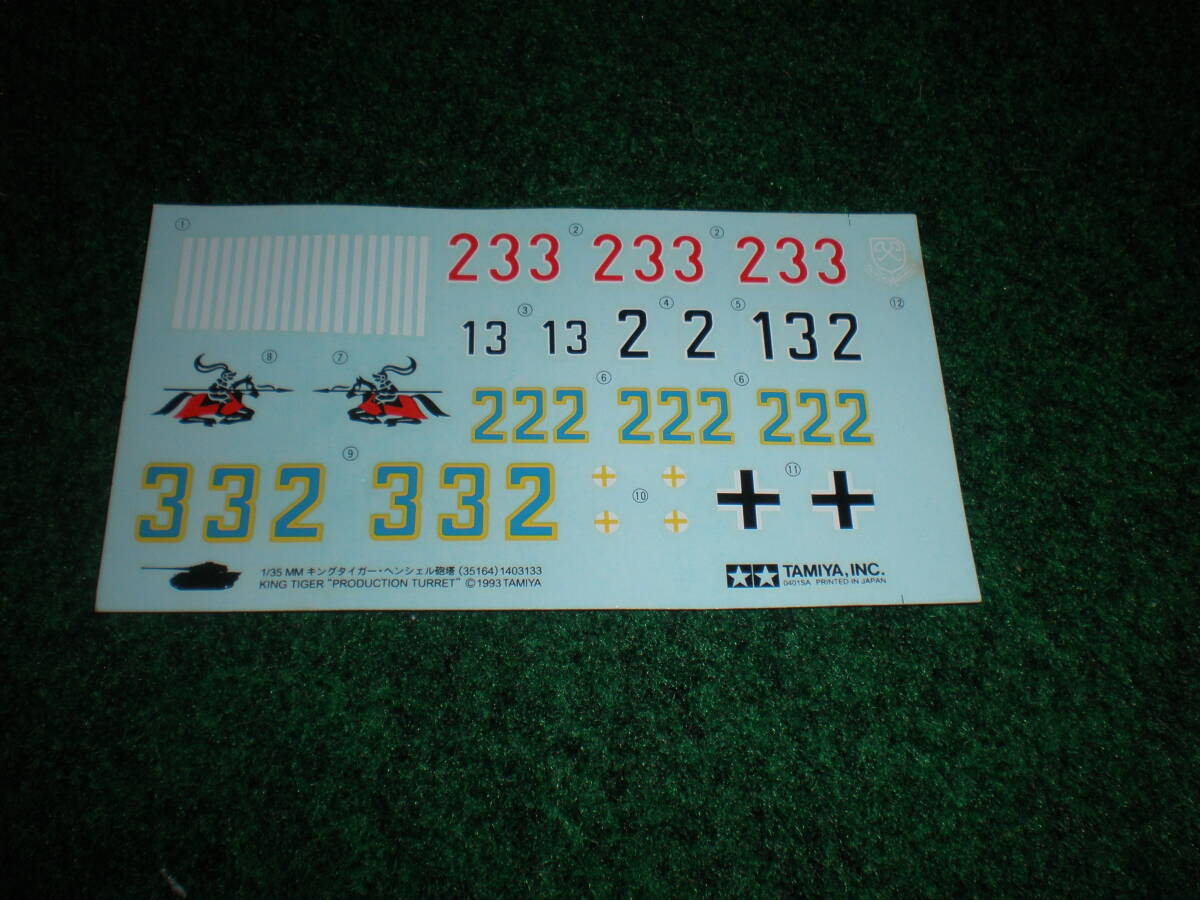 ① ② ②
233 233 233
③ ④ ⑤ ⑫
13 13 2 2 132
⑧ ⑦ ⑥ ⑥
222 222 222
⑨ ⑩ ⑪
332 332
1/35 MM キングタイガー・ヘンシェル砲塔 (35164) 1403133
KING TIGER "PRODUCTION TURRET" ©1993 TAMIYA
TAMIYA, INC.
0401SA PRINTED IN JAPAN